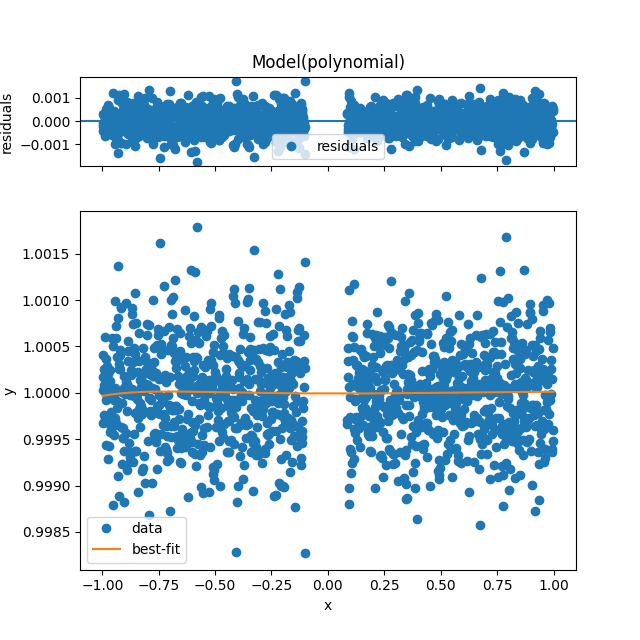 Model(polynomial)
0.001
0.000
−0.001
residuals
residuals
1.0015
1.0010
1.0005
1.0000
0.9995
0.9990
0.9985
y
data
best-fit
−1.00 −0.75 −0.50 −0.25 0.00 0.25 0.50 0.75 1.00
x